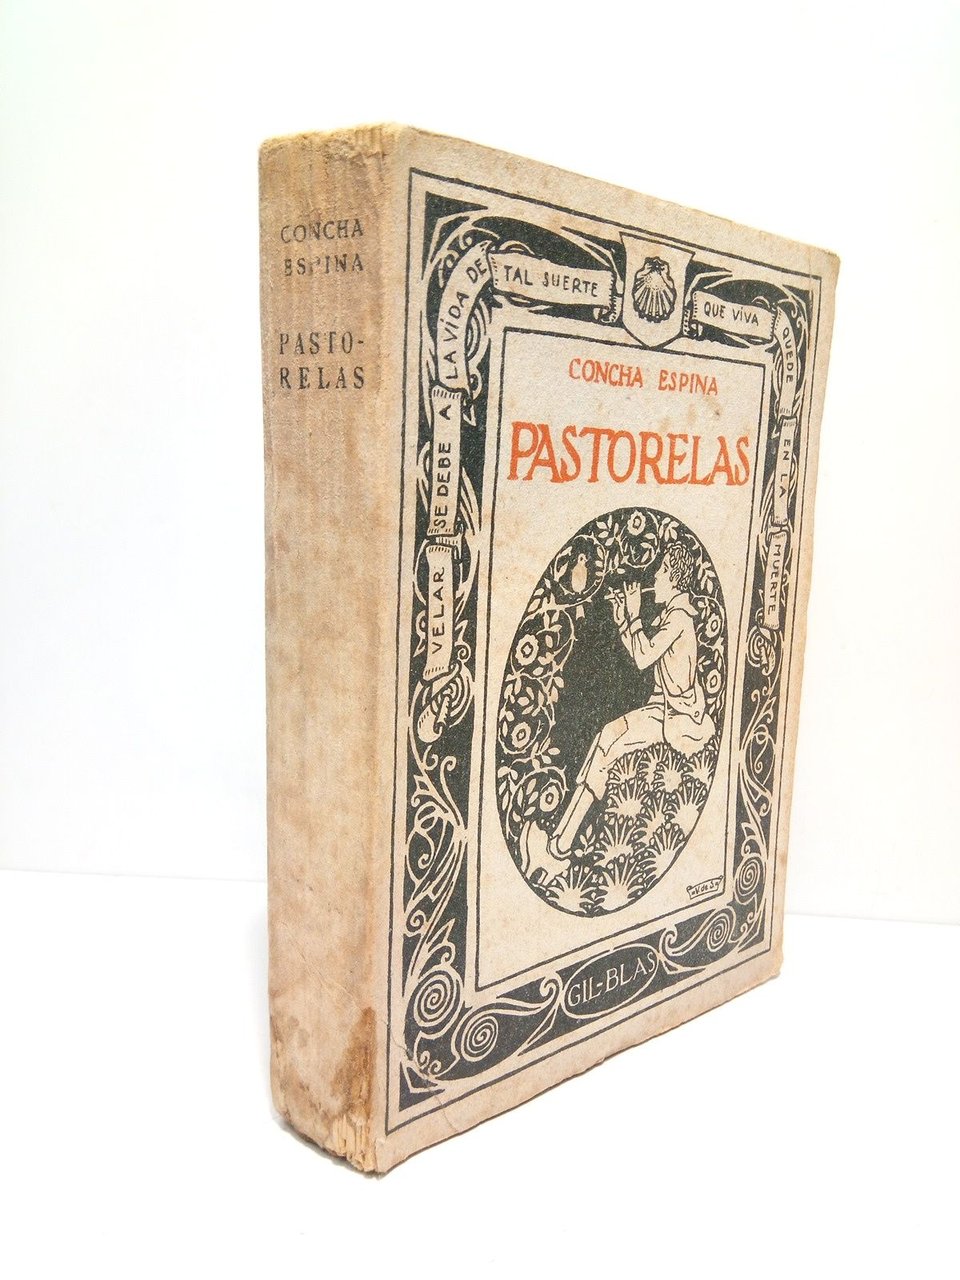 CONCHA
ESPINA
PASTO-
RELAS
VELAR SE DEBE A LA VIDA DE TAL SUERTE QUE VIVA QUEDE EN LA MUERTE
CONCHA ESPINA
PASTORELAS
GIL-BLAS